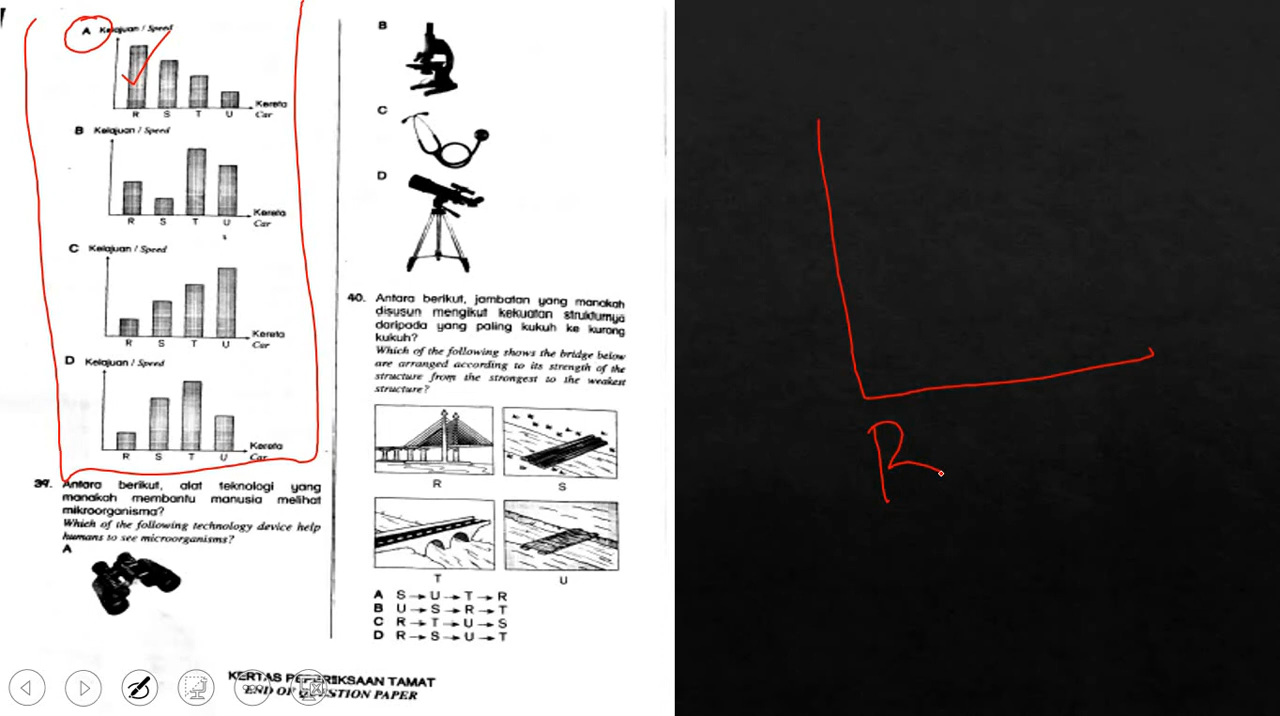 A Kelajuan / Speed
Kereta
Car
R S T U
B Kelajuan / Speed
Kereta
Car
R S T U
C Kelajuan / Speed
Kereta
Car
R S T U
D Kelajuan / Speed
Kereta
Car
R S T U
39. Antara berikut, alat teknologi yang
manakah membantu manusia melihat
mikroorganisma?
Which of the following technology device help
humans to see microorganisms?
A
B
C
D
40. Antara berikut, jambatan yang manakah
disusun mengikut kekuatan strukturnya
daripada yang paling kukuh ke kurang
kukuh?
Which of the following shows the bridge below
are arranged according to its strength of the
structure from the strongest to the weakest
structure?
R S
T U
A S → U → T → R
B U → S → R → T
C R → T → U → S
D R → S → U → T
KERTAS PEPERIKSAAN TAMAT
END OF QUESTION PAPER
R